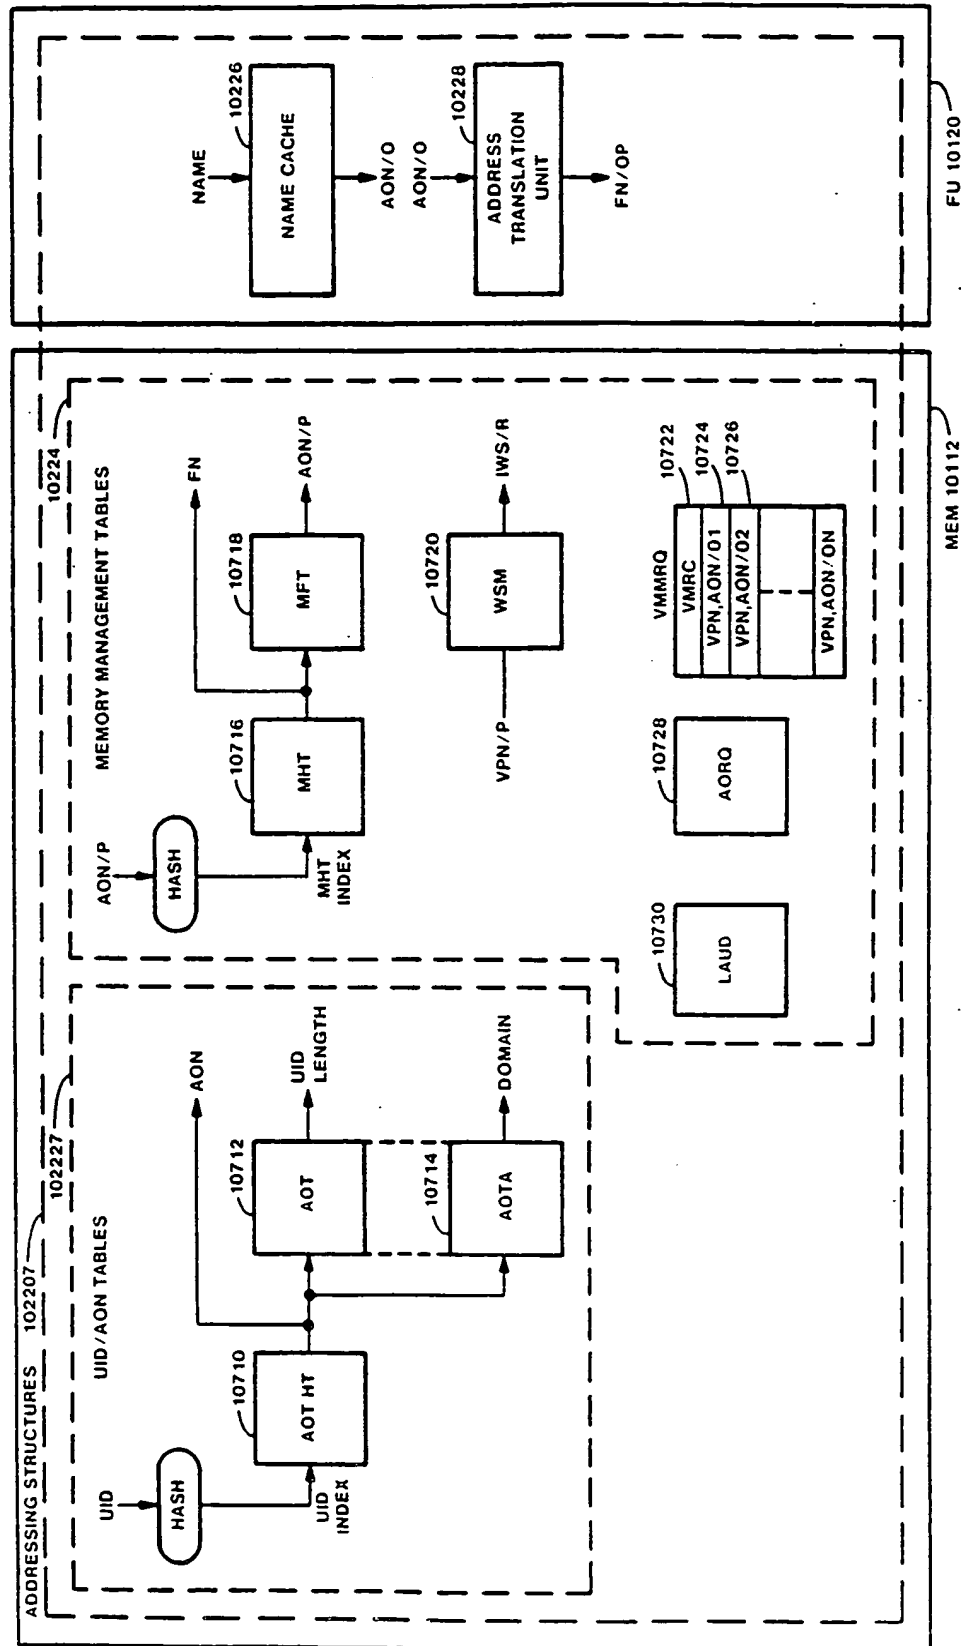 ADDRESSING STRUCTURES 102207
102227
UID/AON TABLES
UID
HASH
UID
INDEX
10710
AOT HT
AON
10712
AOT
UID
LENGTH
10714
AOTA
DOMAIN
10224
MEMORY MANAGEMENT TABLES
AON/P
HASH
MHT
INDEX
10716
MHT
FN
10718
MFT
AON/P
VPN/P
10720
WSM
IWS/R
10730
LAUD
10728
AORQ
VMMRQ
VMRC
VPN,AON/O1
VPN,AON/O2
VPN,AON/ON
10722
10724
10726
MEM 10112
NAME
10226
NAME CACHE
AON/O
AON/O
10228
ADDRESS
TRANSLATION
UNIT
FN/OP
FU 10120